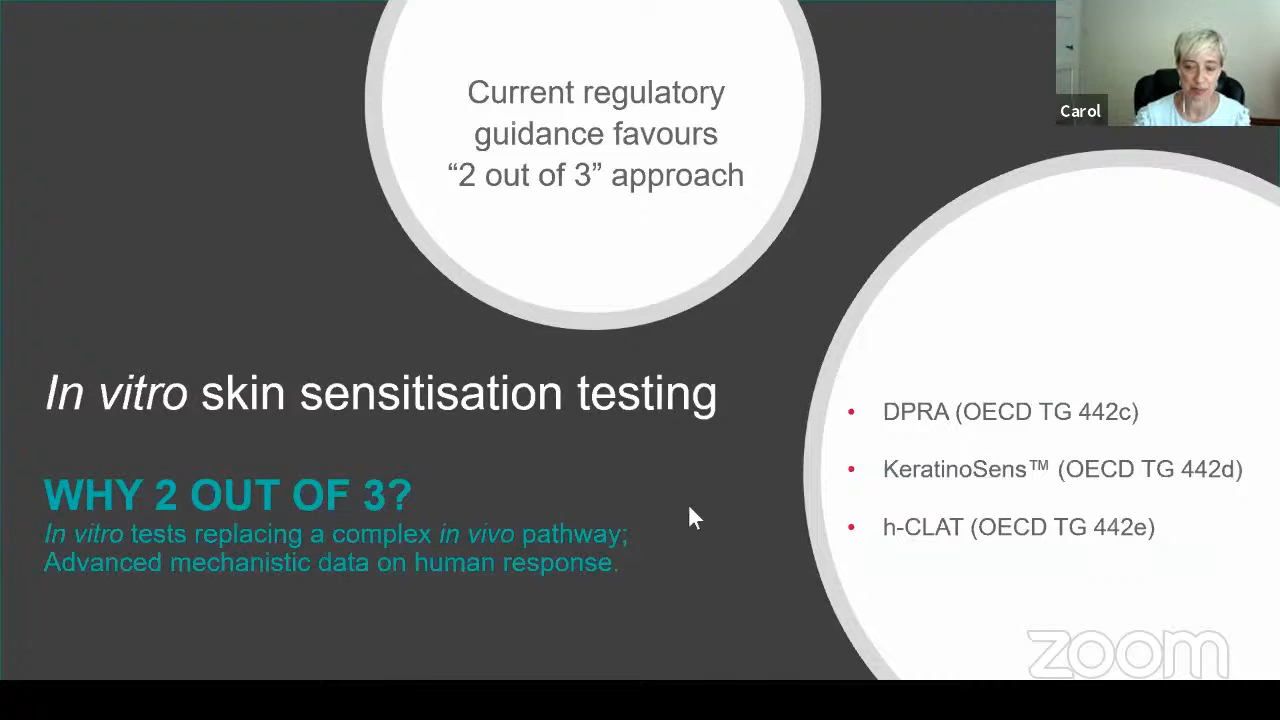 Current regulatory
guidance favours
“2 out of 3” approach
Carol
In vitro skin sensitisation testing
WHY 2 OUT OF 3?
In vitro tests replacing a complex in vivo pathway;
Advanced mechanistic data on human response.
• DPRA (OECD TG 442c)
• KeratinoSens™ (OECD TG 442d)
• h-CLAT (OECD TG 442e)
zoom